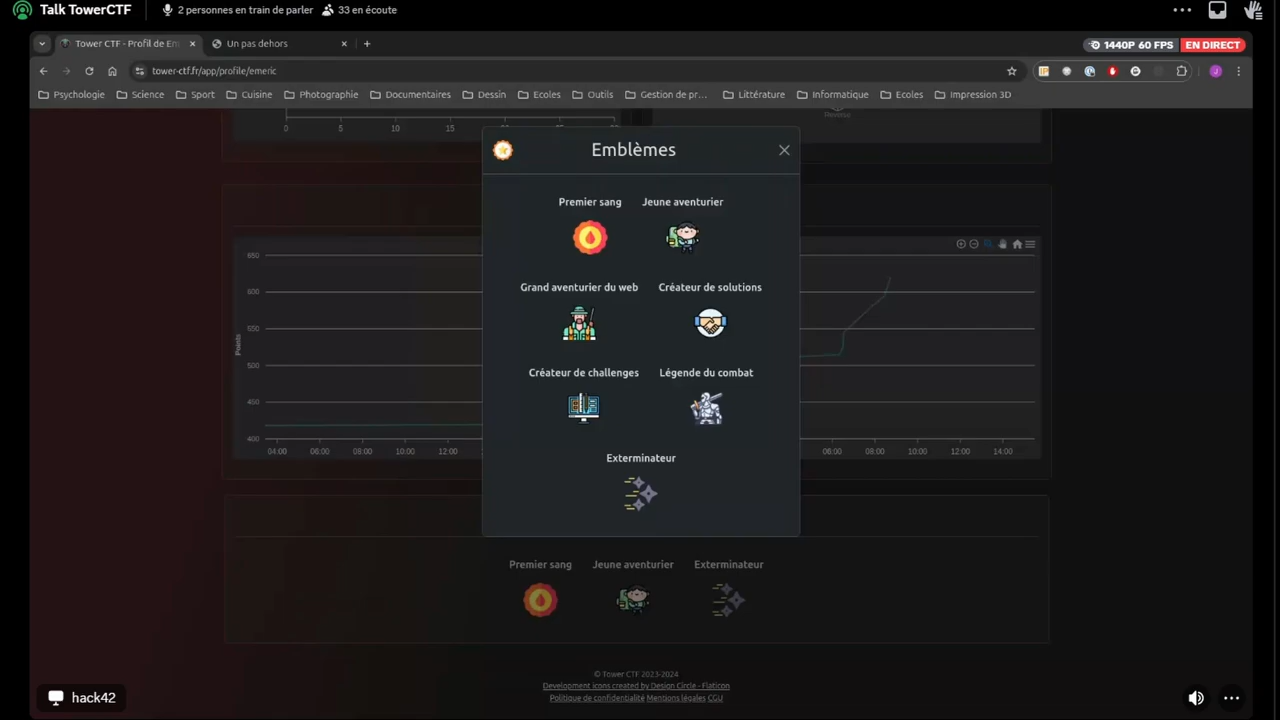 Talk TowerCTF 2 personnes en train de parler 33 en écoute
Tower CTF - Profil de En Un pas dehors 1440P 60 FPS EN DIRECT
tower-ctf.fr/app/profile/emeric
Psychologie Science Sport Cuisine Photographie Documentaires Dessin Ecoles Outils Gestion de pr… Littérature Informatique Ecoles Impression 3D
Reverse
0 5 10 15
Emblèmes
Premier sang Jeune aventurier
Grand aventurier du web Créateur de solutions
Créateur de challenges Légende du combat
Exterminateur
650
600
550
500
450
400
Points
04:00 06:00 08:00 10:00 12:00 06:00 08:00 10:00 12:00 14:00
Premier sang Jeune aventurier Exterminateur
© Tower CTF 2023-2024
Development icons created by Design Circle - Flaticon
Politique de confidentialité Mentions légales CGU
hack42